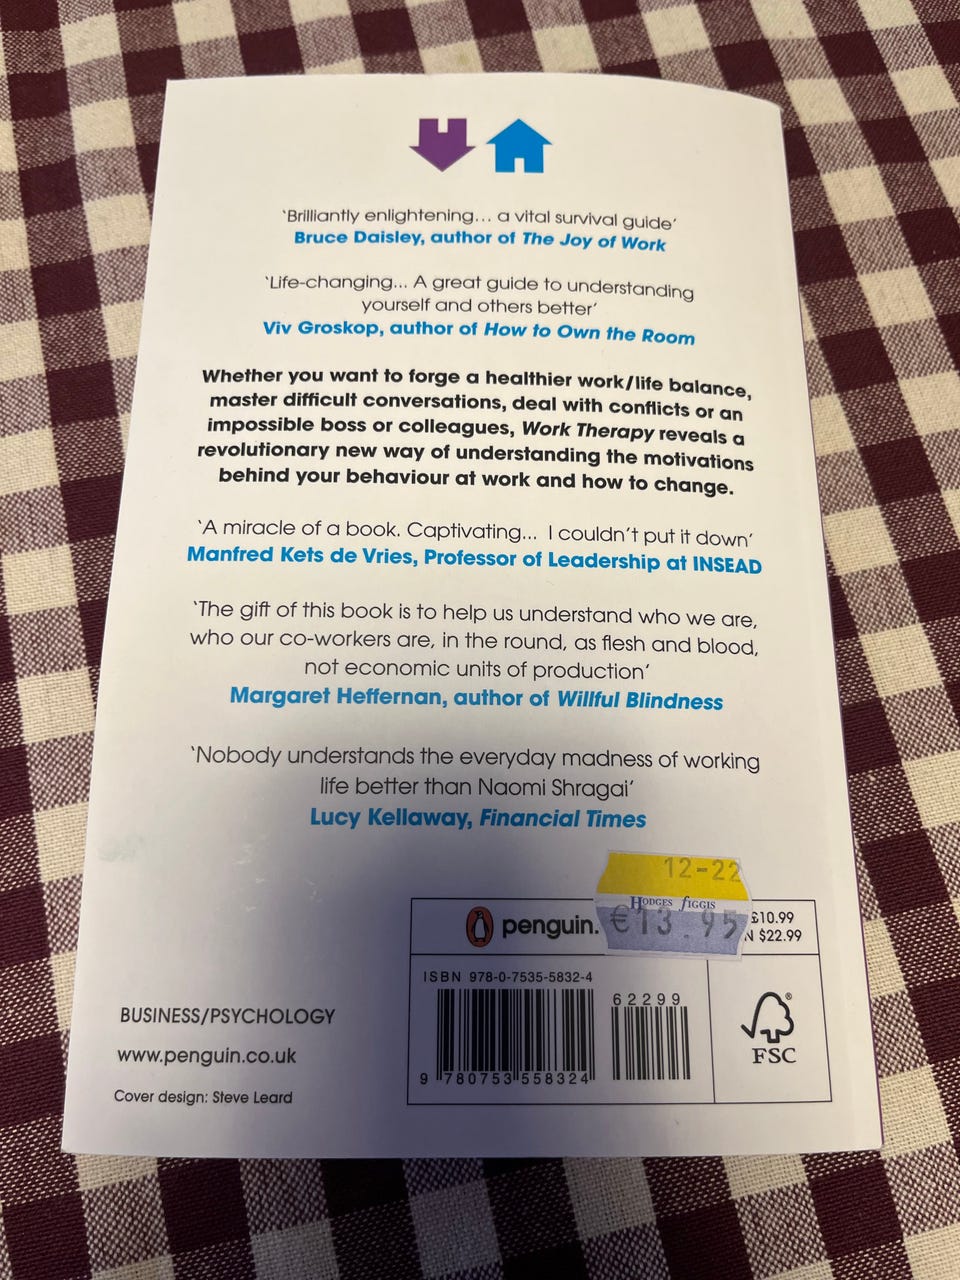 ‘Brilliantly enlightening... a vital survival guide’
Bruce Daisley, author of The Joy of Work
‘Life-changing... A great guide to understanding
yourself and others better’
Viv Groskop, author of How to Own the Room
Whether you want to forge a healthier work/life balance,
master difficult conversations, deal with conflicts or an
impossible boss or colleagues, Work Therapy reveals a
revolutionary new way of understanding the motivations
behind your behaviour at work and how to change.
‘A miracle of a book. Captivating... I couldn’t put it down’
Manfred Kets de Vries, Professor of Leadership at INSEAD
‘The gift of this book is to help us understand who we are,
who our co-workers are, in the round, as flesh and blood,
not economic units of production’
Margaret Heffernan, author of Willful Blindness
‘Nobody understands the everyday madness of working
life better than Naomi Shragai’
Lucy Kellaway, Financial Times
12-22
HODGES FIGGIS
€13.95
penguin.
£10.99
N $22.99
ISBN 978-0-7535-5832-4
62299
9 780753 558324
® FSC
BUSINESS/PSYCHOLOGY
www.penguin.co.uk
Cover design: Steve Leard